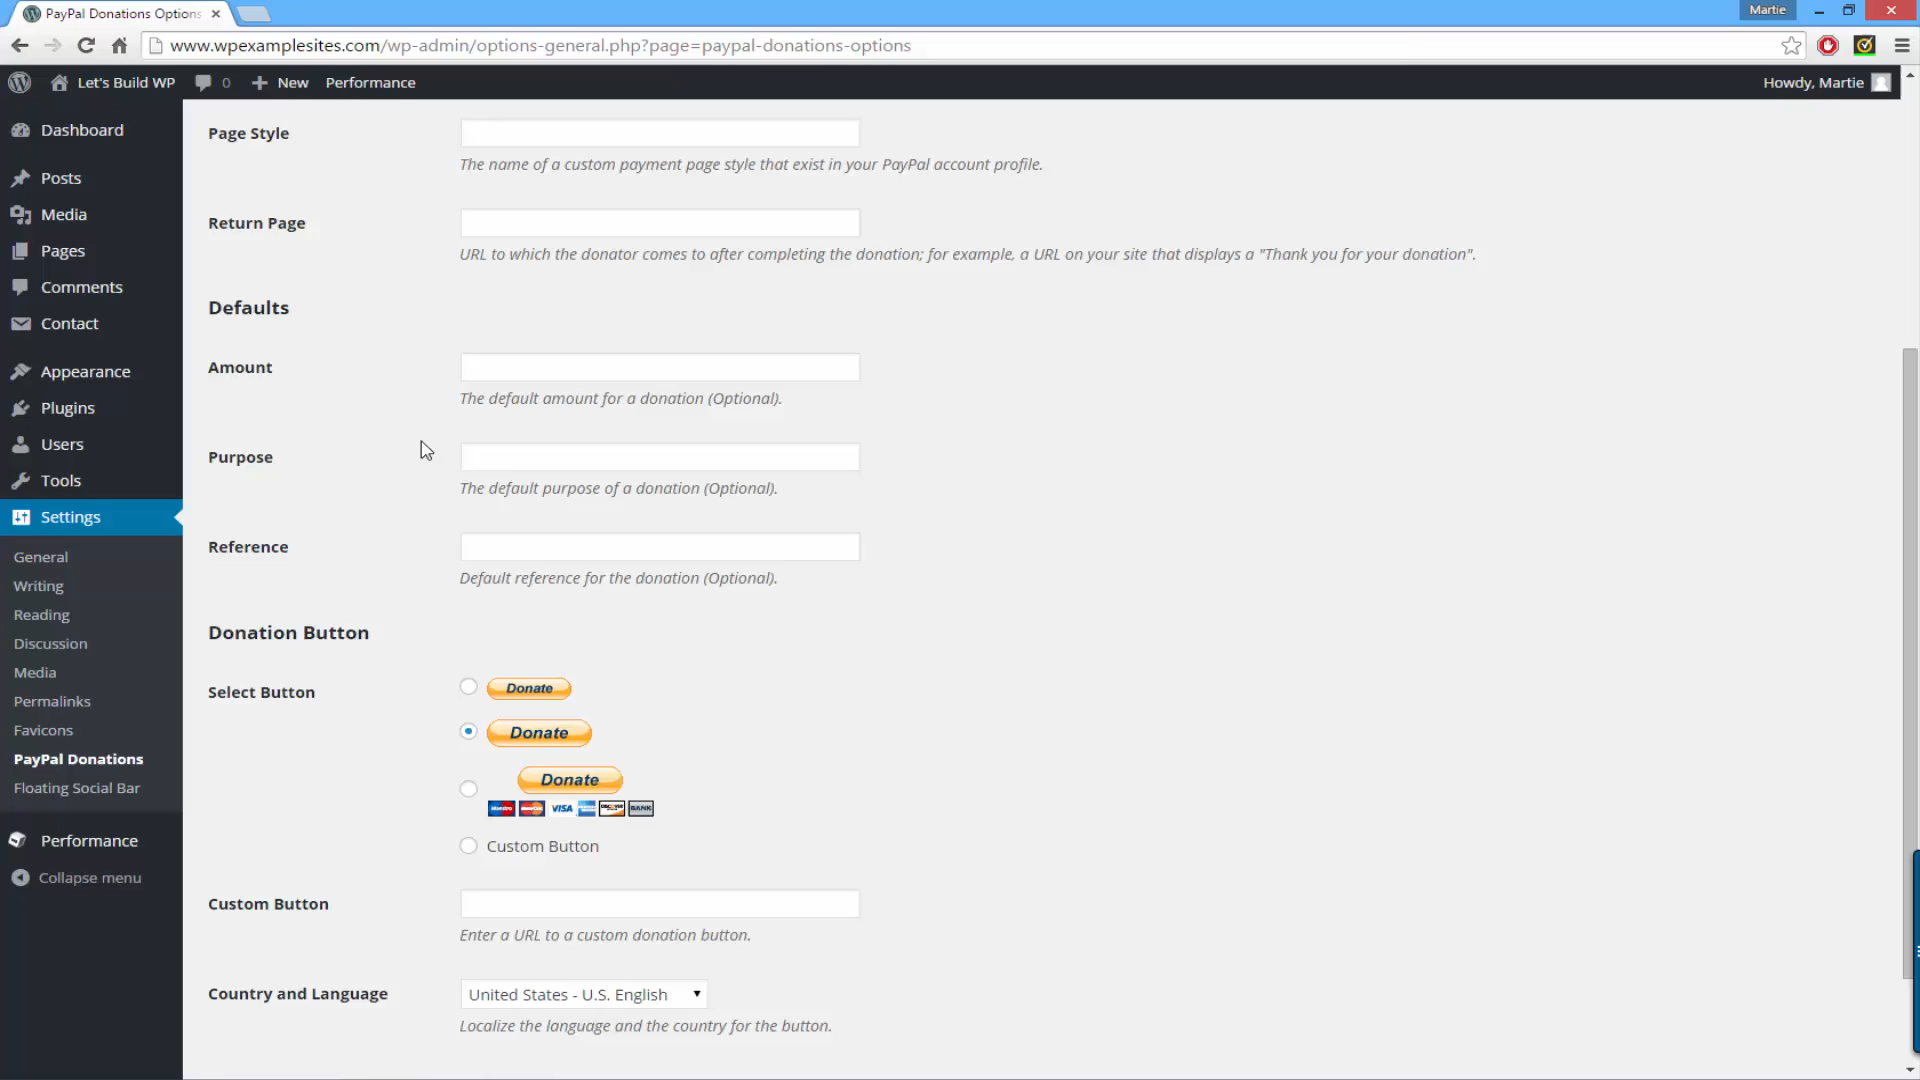 PayPal Donations Options
Martie
www.wpexamplesites.com/wp-admin/options-general.php?page=paypal-donations-options
Let's Build WP
0
New
Performance
Howdy, Martie
Dashboard
Posts
Media
Pages
Comments
Contact
Appearance
Plugins
Users
Tools
Settings
General
Writing
Reading
Discussion
Media
Permalinks
Favicons
PayPal Donations
Floating Social Bar
Performance
Collapse menu
Page Style
The name of a custom payment page style that exist in your PayPal account profile.
Return Page
URL to which the donator comes to after completing the donation; for example, a URL on your site that displays a "Thank you for your donation".
Defaults
Amount
The default amount for a donation (Optional).
Purpose
The default purpose of a donation (Optional).
Reference
Default reference for the donation (Optional).
Donation Button
Select Button
Donate
Donate
Donate
VISA
BANK
Custom Button
Custom Button
Enter a URL to a custom donation button.
Country and Language
United States - U.S. English
Localize the language and the country for the button.